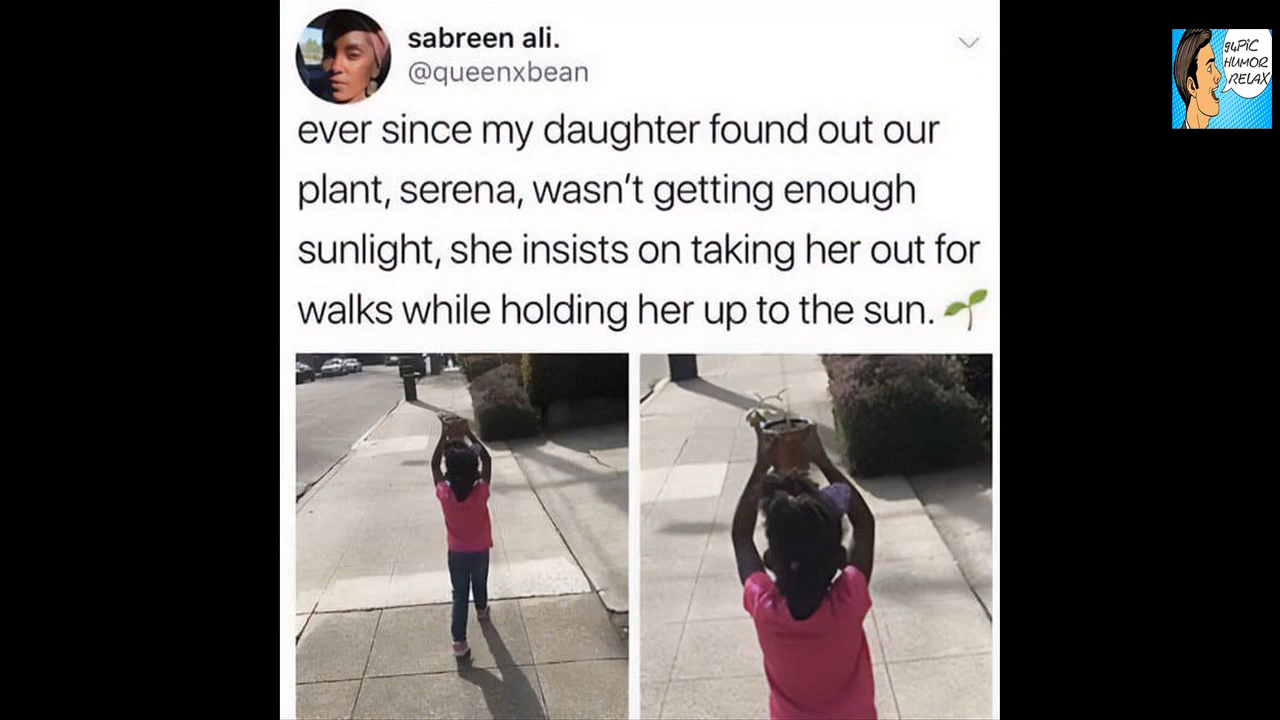 sabreen ali.
@queenxbean
ever since my daughter found out our
plant, serena, wasn't getting enough
sunlight, she insists on taking her out for
walks while holding her up to the sun. 🌱
94PIC
HUMOR
RELAX